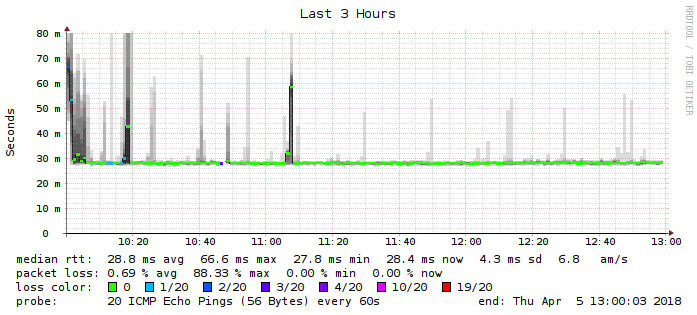 Last 3 Hours
RRDTOOL / TOBI OETIKER
Seconds
80 m
70 m
60 m
50 m
40 m
30 m
20 m
10 m
0
10:20 10:40 11:00 11:20 11:40 12:00 12:20 12:40 13:00
median rtt: 28.8 ms avg 66.6 ms max 27.8 ms min 28.4 ms now 4.3 ms sd 6.8 am/s
packet loss: 0.69 % avg 88.33 % max 0.00 % min 0.00 % now
loss color: 0 1/20 2/20 3/20 4/20 10/20 19/20
probe: 20 ICMP Echo Pings (56 Bytes) every 60s end: Thu Apr 5 13:00:03 2018